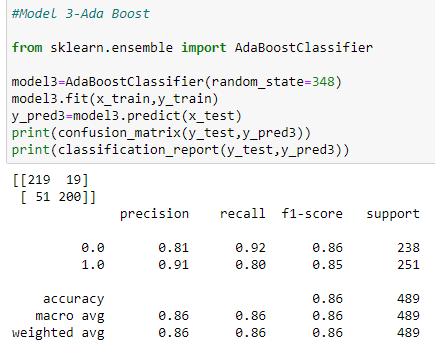 #Model 3-Ada Boost
from sklearn.ensemble import AdaBoostClassifier
model3=AdaBoostClassifier(random_state=348)
model3.fit(x_train,y_train)
y_pred3=model3.predict(x_test)
print(confusion_matrix(y_test,y_pred3))
print(classification_report(y_test,y_pred3))
[[219  19]
 [ 51 200]]
              precision    recall  f1-score   support
         0.0       0.81      0.92      0.86       238
         1.0       0.91      0.80      0.85       251
    accuracy                           0.86       489
   macro avg       0.86      0.86      0.86       489
weighted avg       0.86      0.86      0.86       489